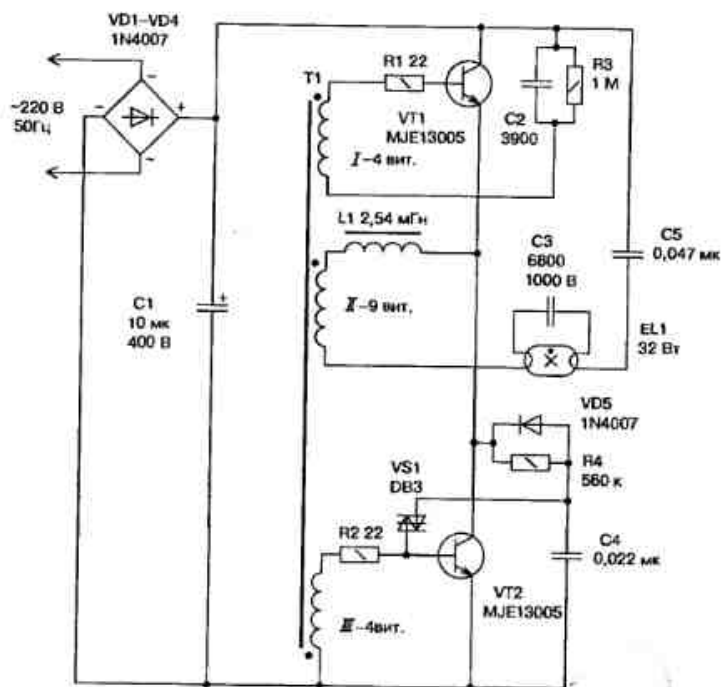 VD1-VD4
1N4007
~220 В
50Гц
T1
R1 22
VT1
MJE13005
C2
3900
R3
1 М
I-4 вит.
L1 2,54 мГн
C3
6800
1000 В
C5
0,047 мк
C1
10 мк
400 В
II-9 вит.
EL1
32 Вт
VD5
1N4007
VS1
DB3
R4
560 к
R2 22
C4
0,022 мк
VT2
MJE13005
III-4вит.